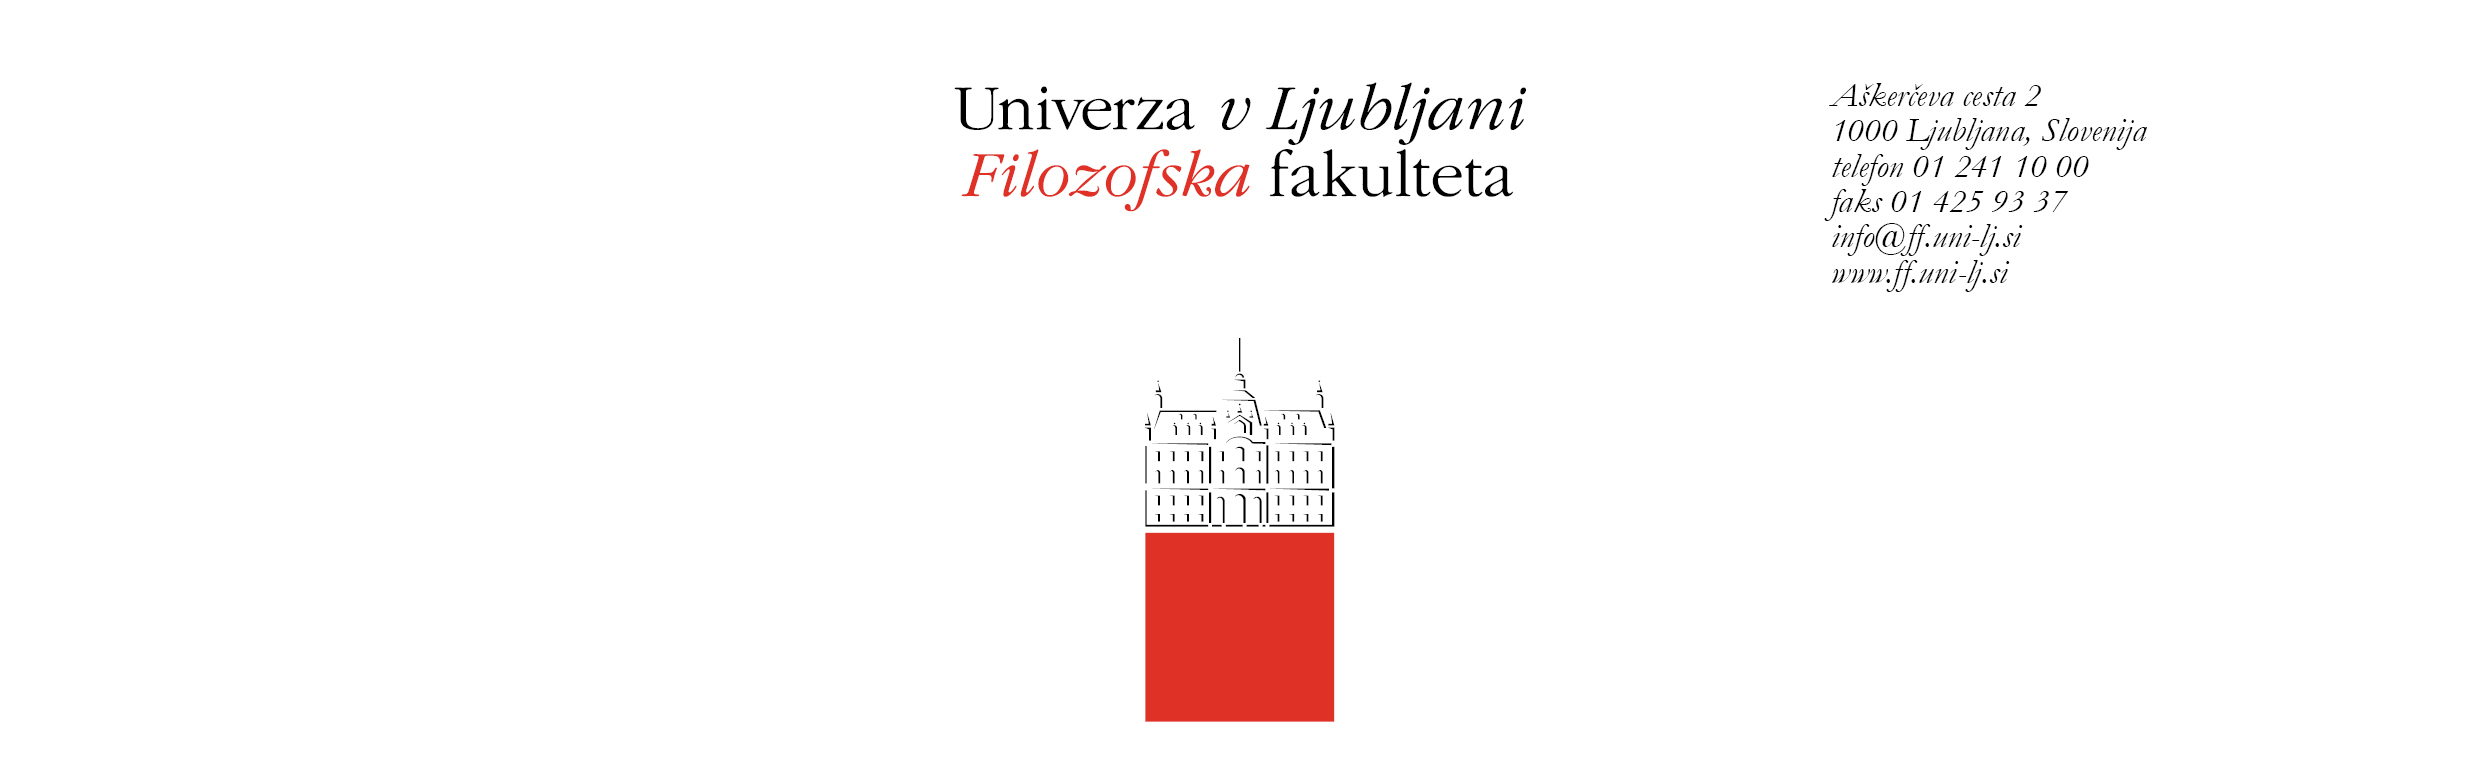 Univerza v Ljubljani
Filozofska fakulteta
Aškerčeva cesta 2
1000 Ljubljana, Slovenija
telefon 01 241 10 00
faks 01 425 93 37
info@ff.uni-lj.si
www.ff.uni-lj.si